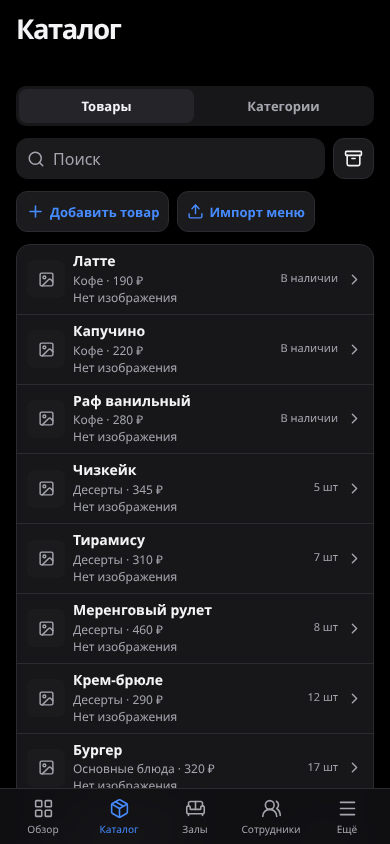 Каталог
Товары
Категории
Поиск
Добавить товар
Импорт меню
Латте
Кофе · 190 ₽
Нет изображения
В наличии
Капучино
Кофе · 220 ₽
Нет изображения
В наличии
Раф ванильный
Кофе · 280 ₽
Нет изображения
В наличии
Чизкейк
Десерты · 345 ₽
Нет изображения
5 шт
Тирамису
Десерты · 310 ₽
Нет изображения
7 шт
Меренговый рулет
Десерты · 460 ₽
Нет изображения
8 шт
Крем-брюле
Десерты · 290 ₽
Нет изображения
12 шт
Бургер
Основные блюда · 320 ₽
Нет изображения
17 шт
Обзор
Каталог
Залы
Сотрудники
Ещё